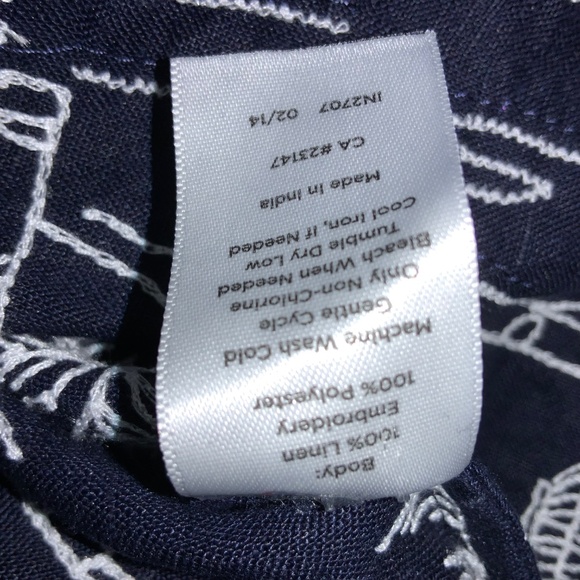 Body:
100% Linen
Embroidery
100% Polyester
Machine Wash Cold
Gentle Cycle
Only Non-Chlorine
Bleach When Needed
Tumble Dry Low
Cool Iron, If Needed
Made In India
CA #23147
IN2707 02/14